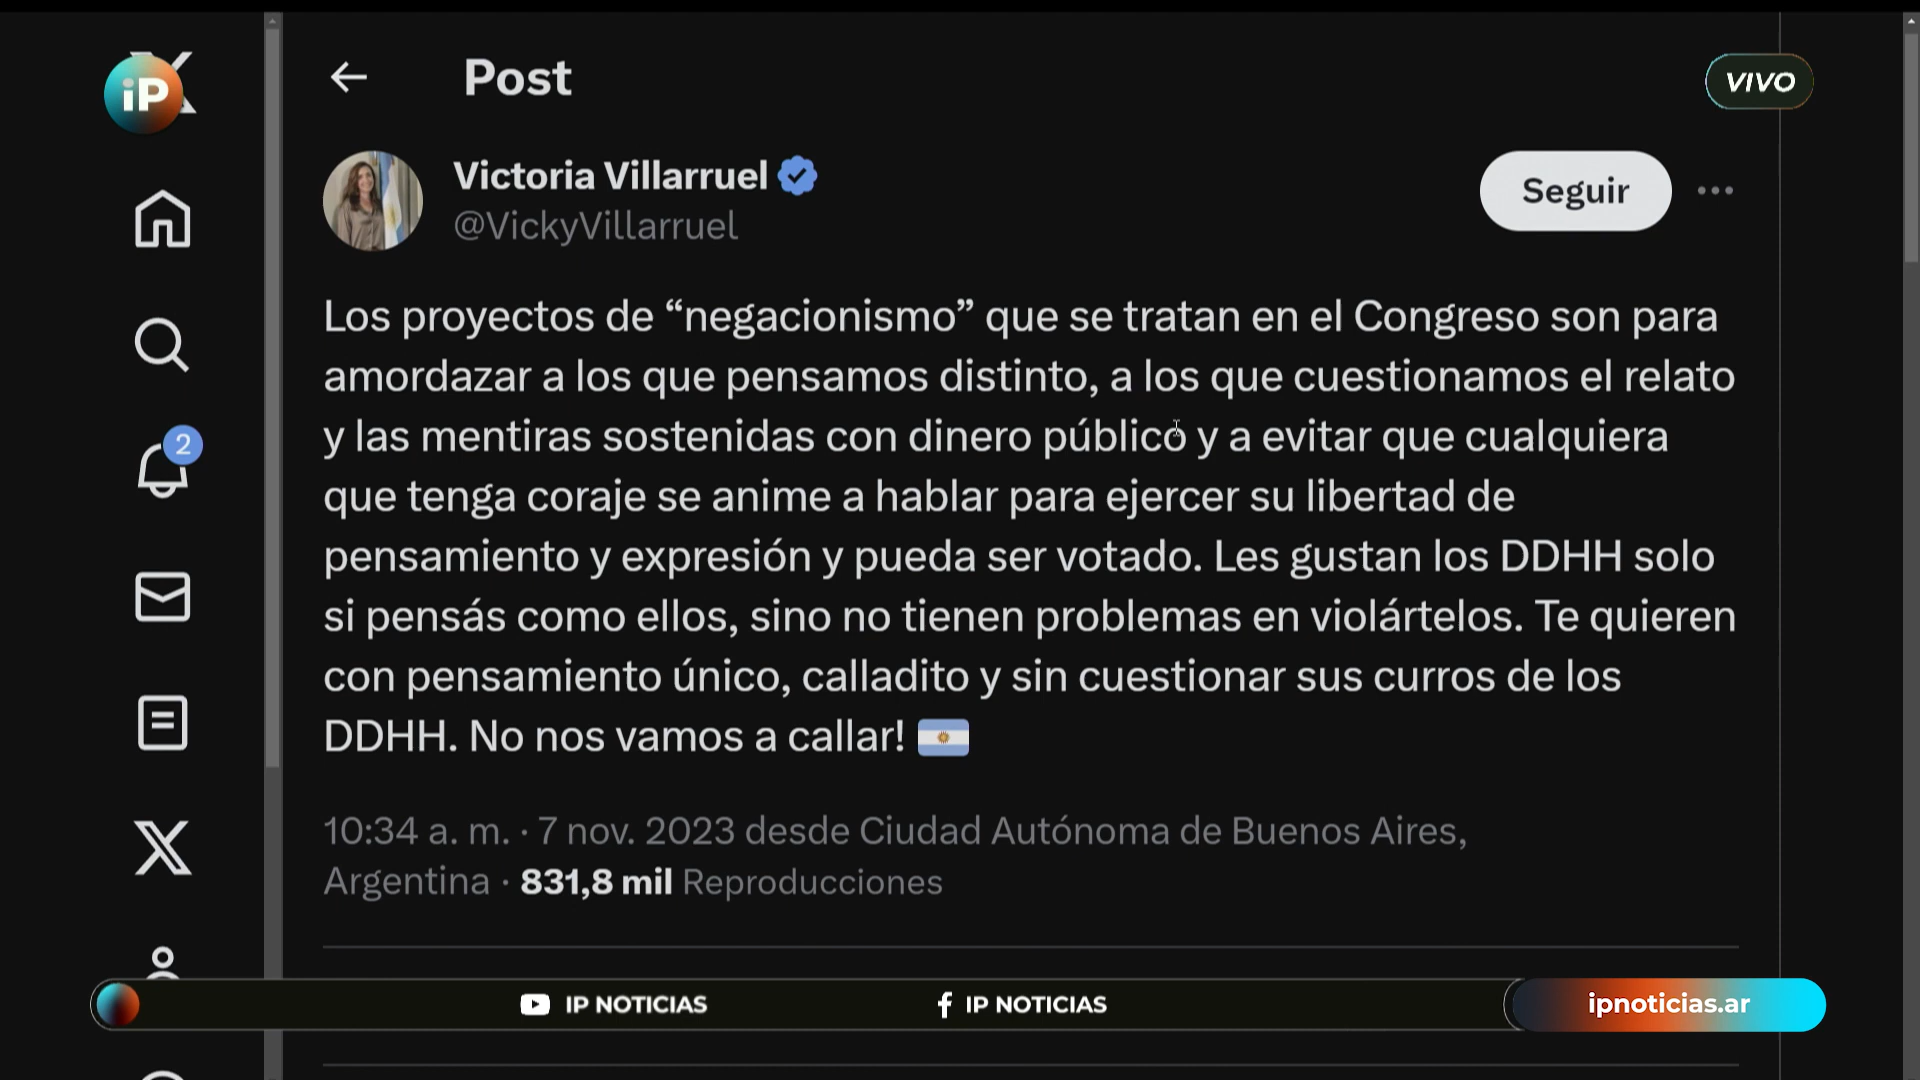 iP
Post
VIVO
Victoria Villarruel
@VickyVillarruel
Seguir
2
Los proyectos de “negacionismo” que se tratan en el Congreso son para
amordazar a los que pensamos distinto, a los que cuestionamos el relato
y las mentiras sostenidas con dinero público y a evitar que cualquiera
que tenga coraje se anime a hablar para ejercer su libertad de
pensamiento y expresión y pueda ser votado. Les gustan los DDHH solo
si pensás como ellos, sino no tienen problemas en violártelos. Te quieren
con pensamiento único, calladito y sin cuestionar sus curros de los
DDHH. No nos vamos a callar! 🇦🇷
10:34 a. m. · 7 nov. 2023 desde Ciudad Autónoma de Buenos Aires,
Argentina · 831,8 mil Reproducciones
IP NOTICIAS
IP NOTICIAS
ipnoticias.ar